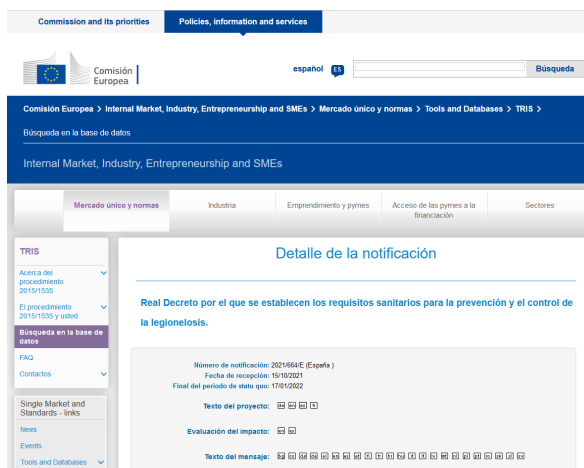 Commission and its priorities
Policies, information and services
Comisión
Europea
español ES
Búsqueda
Comisión Europea > Internal Market, Industry, Entrepreneurship and SMEs > Mercado único y normas > Tools and Databases > TRIS >
Búsqueda en la base de datos
Internal Market, Industry, Entrepreneurship and SMEs
Mercado único y normas
Industria
Emprendimiento y pymes
Acceso de las pymes a la
financiación
Sectores
TRIS
Acerca del
procedimiento
2015/1535
El procedimiento
2015/1535 y usted
Búsqueda en la base de
datos
FAQ
Contactos
Single Market and
Standards - links
News
Events
Tools and Databases
Detalle de la notificación
Real Decreto por el que se establecen los requisitos sanitarios para la prevención y el control de
la legionelosis.
Número de notificación: 2021/664/E (España )
Fecha de recepción: 15/10/2021
Final del periodo de statu quo: 17/01/2022
Texto del proyecto:
Evaluación del impacto:
Texto del mensaje: